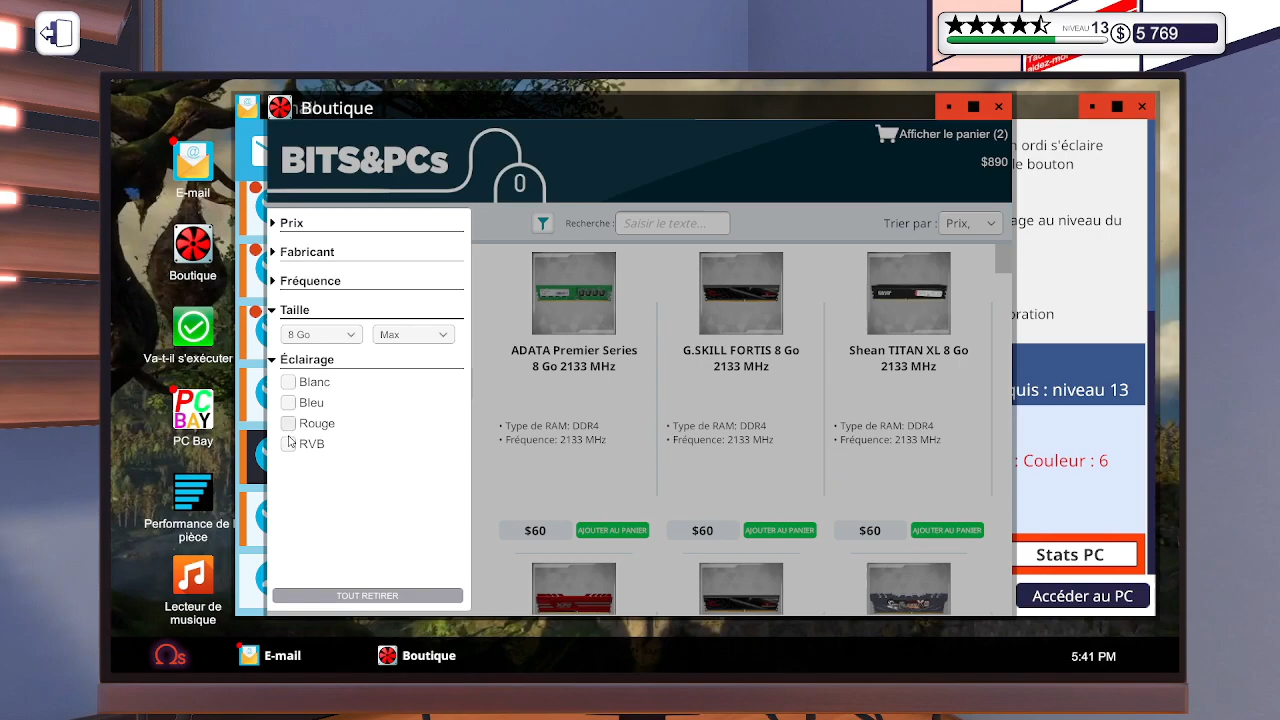 NIVEAU 13
$ 5 769
Boutique
BITS&PCs
Afficher le panier (2)
$890
Prix
Fabricant
Fréquence
Taille
8 Go
Max
Éclairage
Blanc
Bleu
Rouge
RVB
TOUT RETIRER
Recherche :
Saisir le texte...
Trier par :
Prix,
ADATA Premier Series
8 Go 2133 MHz
• Type de RAM: DDR4
• Fréquence: 2133 MHz
$60
AJOUTER AU PANIER
G.SKILL FORTIS 8 Go
2133 MHz
• Type de RAM: DDR4
• Fréquence: 2133 MHz
$60
AJOUTER AU PANIER
Shean TITAN XL 8 Go
2133 MHz
• Type de RAM: DDR4
• Fréquence: 2133 MHz
$60
AJOUTER AU PANIER
n ordi s'éclaire
le bouton
age au niveau du
oration
quis : niveau 13
: Couleur : 6
Stats PC
Accéder au PC
E-mail
Boutique
Va-t-il s'exécuter
PC
BAY
PC Bay
Performance de l
pièce
Lecteur de
musique
E-mail
Boutique
5:41 PM